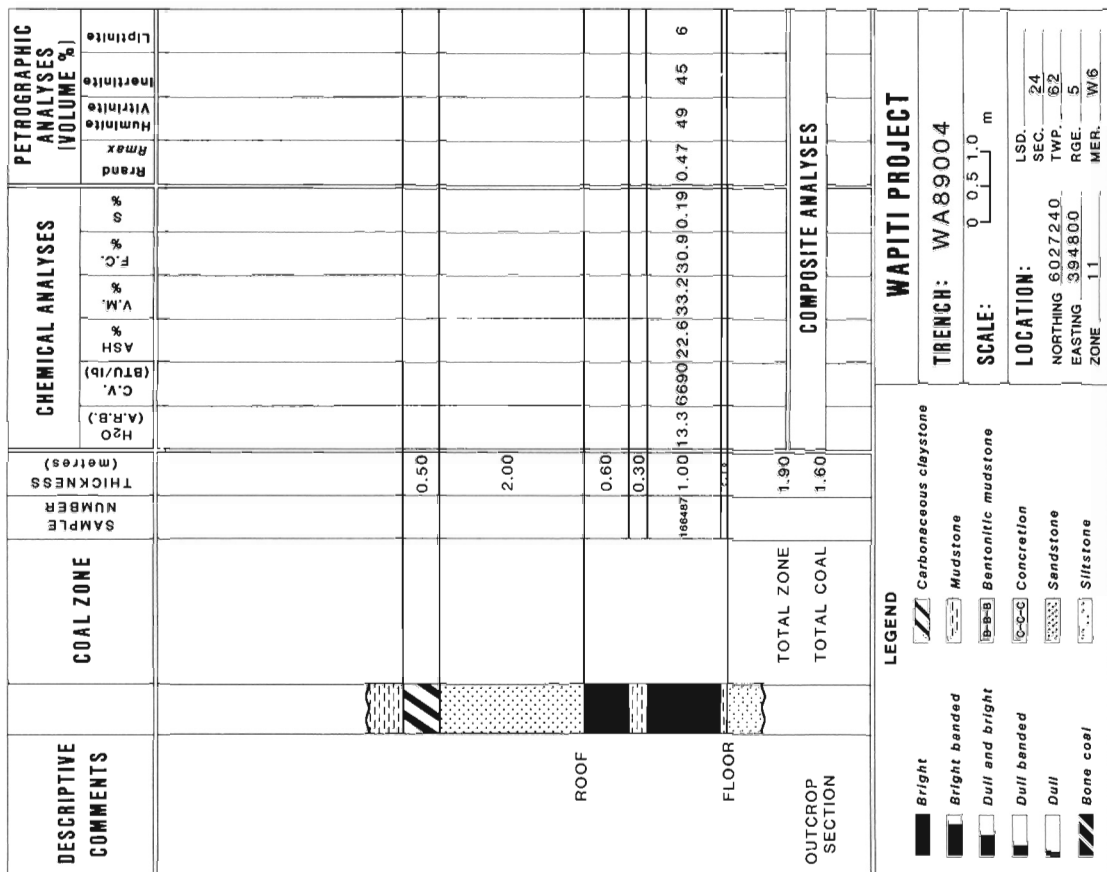 DESCRIPTIVE
COMMENTS
COAL ZONE
SAMPLE
NUMBER
THICKNESS
(metres)
CHEMICAL ANALYSES
H2O
(A.R.B.)
C.V.
(BTU/lb)
ASH
%
V.M.
%
F.C.
%
S
%
PETROGRAPHIC
ANALYSES
(VOLUME %)
Rrand
Rmax
Huminite
Vitrinite
Inertinite
Liptinite
0.50
2.00
ROOF
0.60
0.30
166487 1.00 13.3 6690 22.6 33.2 30.9 0.19 0.47 49 45 6
FLOOR
OUTCROP
SECTION
TOTAL ZONE 1.90
TOTAL COAL 1.60
COMPOSITE ANALYSES
LEGEND
Bright
Bright banded
Dull and bright
Dull banded
Dull
Bone coal
Carbonaceous claystone
Mudstone
B-B-B Bentonitic mudstone
C-C-C Concretion
Sandstone
Siltstone
WAPITI PROJECT
TRENCH: WA89004
SCALE: 0 0.5 1.0 m
LOCATION:
NORTHING 6027240
EASTING 394800
ZONE 11
LSD.
SEC. 24
TWP. 62
RGE. 5
MER. W6